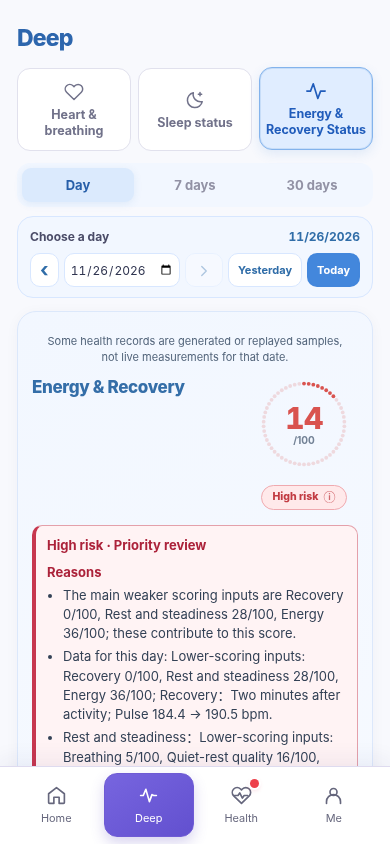 Deep
Heart &
breathing
Sleep status
Energy &
Recovery Status
Day
7 days
30 days
Choose a day
11/26/2026
11/26/2026
Yesterday
Today
Some health records are generated or replayed samples,
not live measurements for that date.
Energy & Recovery
14
/100
High risk ⓘ
High risk · Priority review
Reasons
• The main weaker scoring inputs are Recovery
0/100, Rest and steadiness 28/100, Energy
36/100; these contribute to this score.
• Data for this day: Lower-scoring inputs:
Recovery 0/100, Rest and steadiness 28/100,
Energy 36/100; Recovery： Two minutes after
activity; Pulse 184.4 → 190.5 bpm.
• Rest and steadiness： Lower-scoring inputs:
Breathing 5/100, Quiet-rest quality 16/100,
Home
Deep
Health
Me